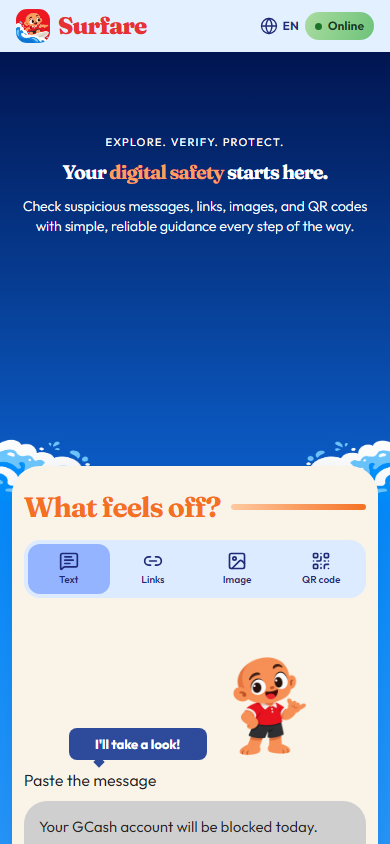 Surfare
EN
Online
EXPLORE. VERIFY. PROTECT.
Your digital safety starts here.
Check suspicious messages, links, images, and QR codes
with simple, reliable guidance every step of the way.
What feels off?
Text
Links
Image
QR code
I'll take a look!
Paste the message
Your GCash account will be blocked today.